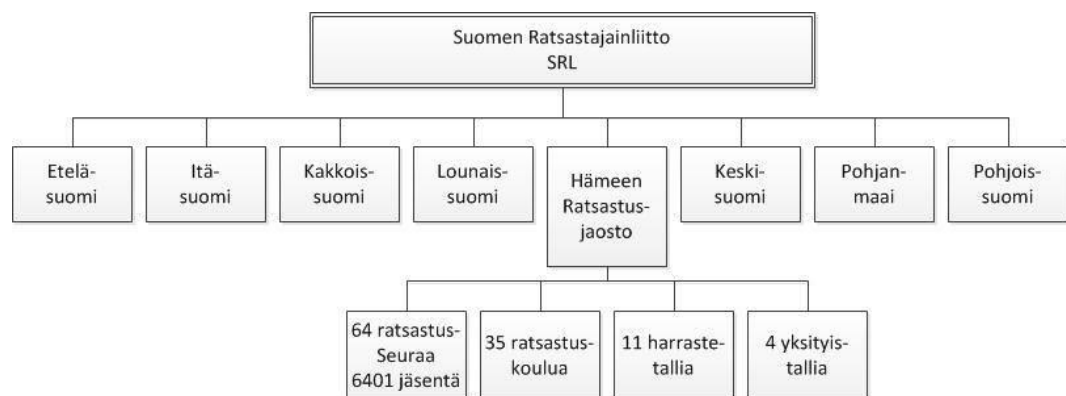 Suomen Ratsastajainliitto
SRL
Etelä-
suomi
Itä-
suomi
Kakkois-
suomi
Lounais-
suomi
Hämeen
Ratsastus-
jaosto
Keski-
suomi
Pohjan-
maai
Pohjois-
suomi
64 ratsastus-
Seuraa
6401 jäsentä
35 ratsastus-
koulua
11 harraste-
tallia
4 yksityis-
tallia